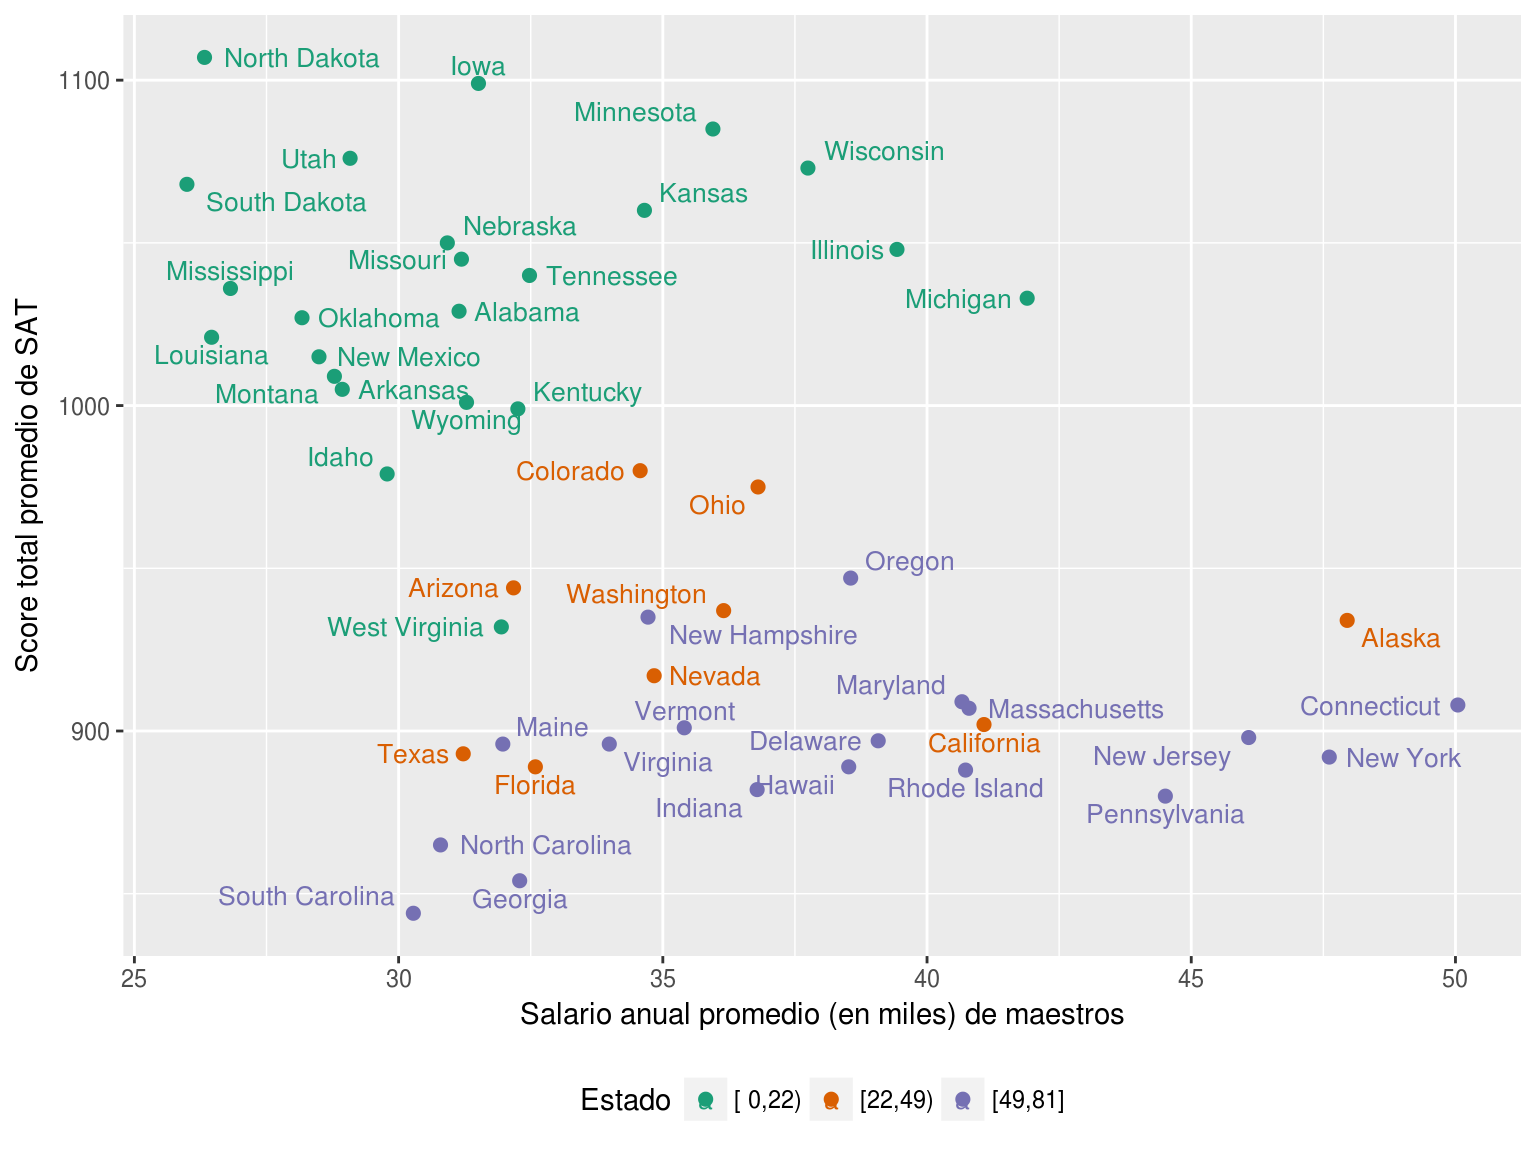 North Dakota
Iowa
1100
Minnesota
Wisconsin
Utah
Kansas
South Dakota
Nebraska
Illinois
Missouri
Mississippi
Tennessee
Michigan
Alabama
Oklahoma
Louisiana
New Mexico
Montana
Arkansas
Kentucky
1000
Wyoming
Idaho
Colorado
Ohio
Oregon
Arizona
Washington
West Virginia
New Hampshire
Alaska
Nevada
Maryland
Vermont
Massachusetts
Connecticut
900
Maine
Delaware
California
Texas
Virginia
New Jersey
New York
Florida
Hawaii
Rhode Island
Indiana
Pennsylvania
North Carolina
South Carolina
Georgia
Score total promedio de SAT
25 30 35 40 45 50
Salario anual promedio (en miles) de maestros
Estado [ 0,22) [22,49) [49,81]